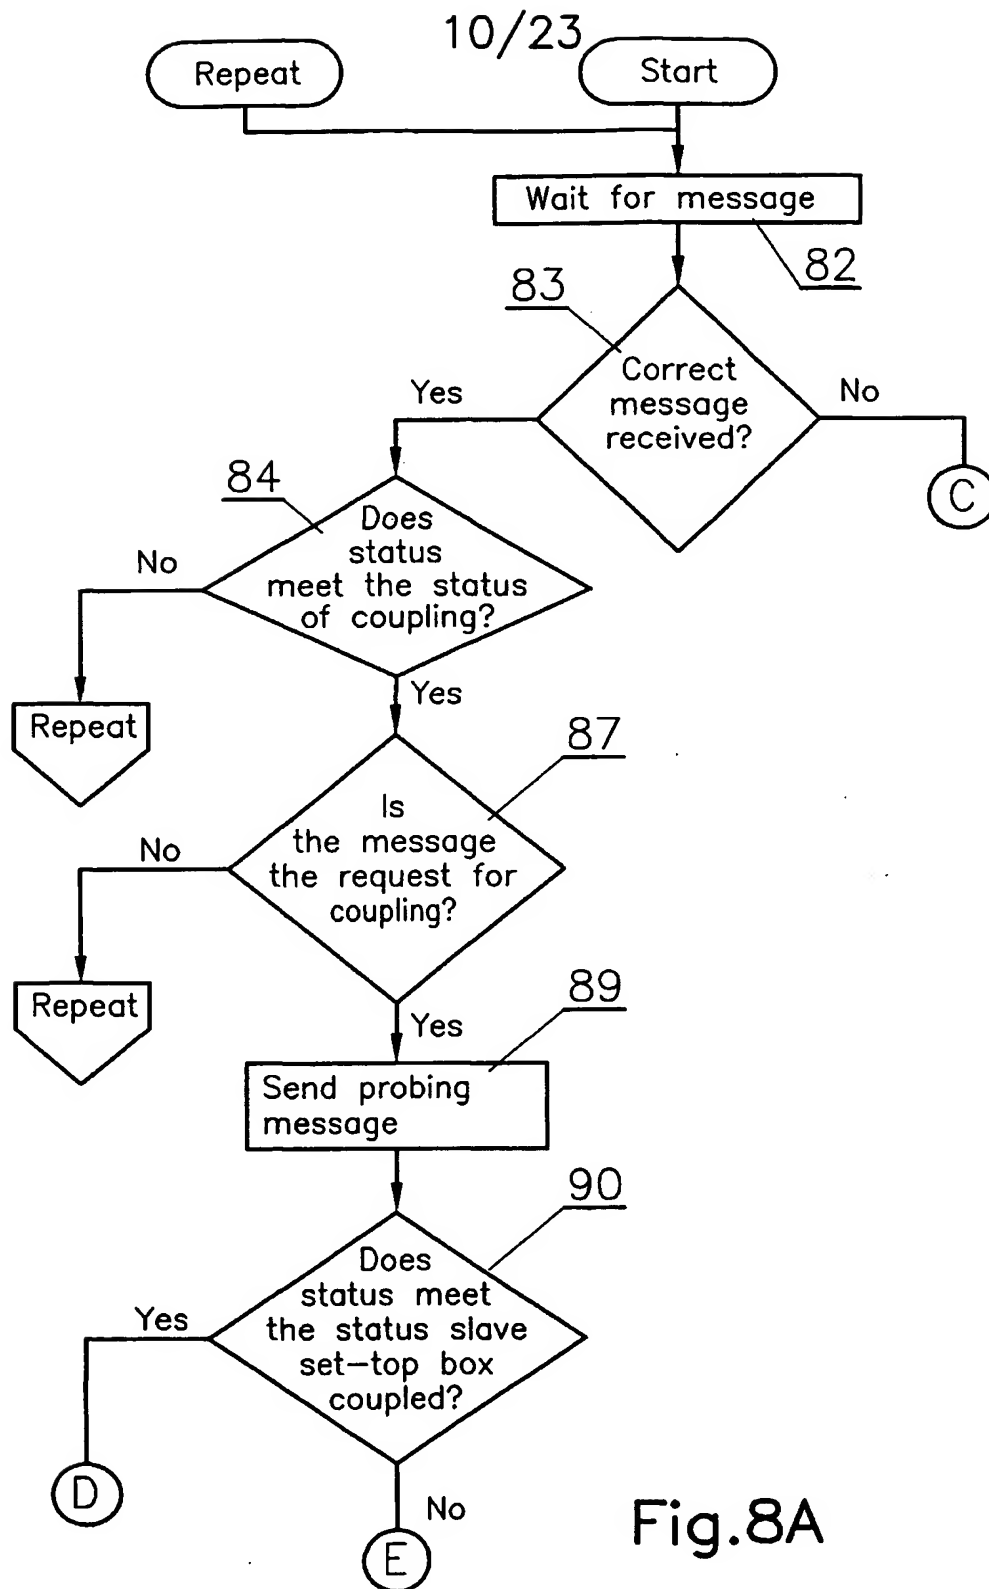 10/23
Repeat
Start
Wait for message
82
83
Correct
message
received?
Yes
No
C
84
Does
status
meet the status
of coupling?
No
Yes
Repeat
87
Is
the message
the request for
coupling?
No
Yes
Repeat
89
Send probing
message
90
Does
status meet
the status slave
set-top box
coupled?
Yes
No
D
E
Fig.8A